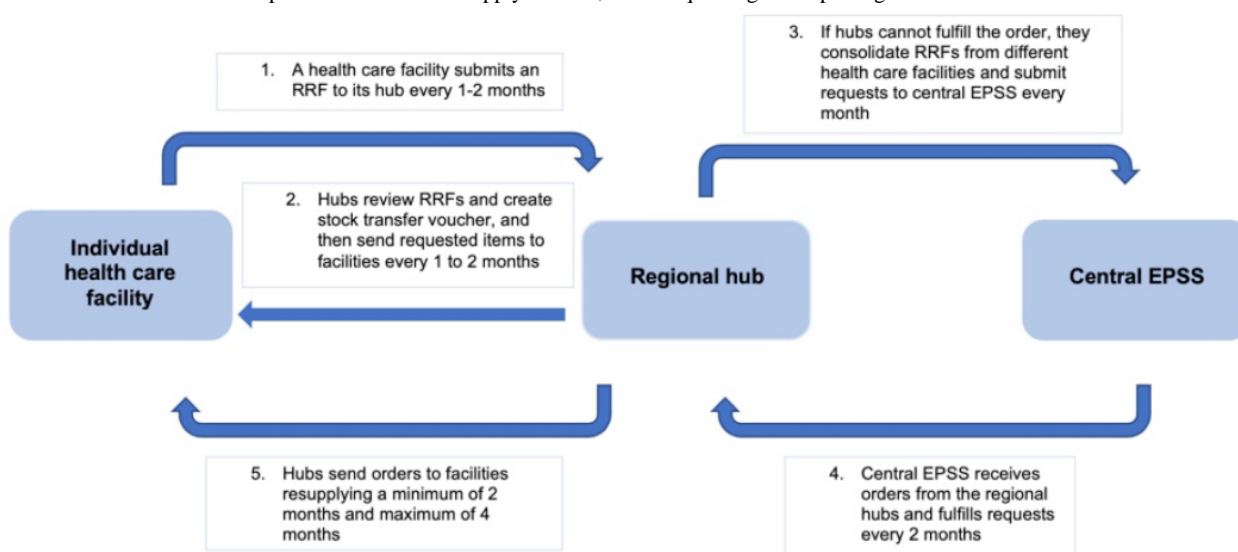 3. If hubs cannot fulfill the order, they
consolidate RRFs from different
health care facilities and submit
requests to central EPSS every
month
1. A health care facility submits an
RRF to its hub every 1-2 months
2. Hubs review RRFs and create
stock transfer voucher, and
then send requested items to
facilities every 1 to 2 months
Individual
health care
facility
Regional hub
Central EPSS
5. Hubs send orders to facilities
resupplying a minimum of 2
months and maximum of 4
months
4. Central EPSS receives
orders from the regional
hubs and fulfills requests
every 2 months